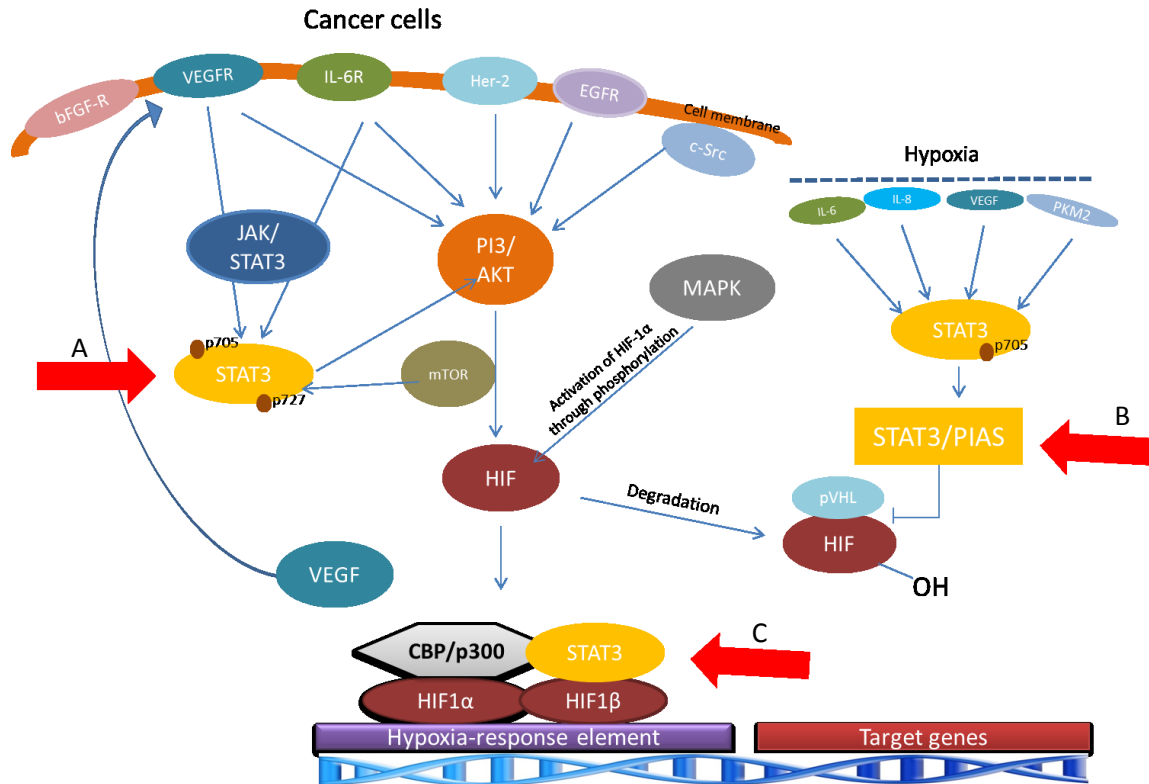 Cancer cells
VEGFR
IL-6R
Her-2
EGFR
bFGF-R
Cell membrane
c-Src
Hypoxia
IL-6
IL-8
VEGF
PKM2
JAK/
STAT3
PI3/
AKT
MAPK
STAT3
p705
A
p705
STAT3
p727
mTOR
Activation of HIF-1α
through phosphorylation
STAT3/PIAS
B
HIF
Degradation
pVHL
HIF
OH
VEGF
CBP/p300
STAT3
C
HIF1α
HIF1β
Hypoxia-response element
Target genes